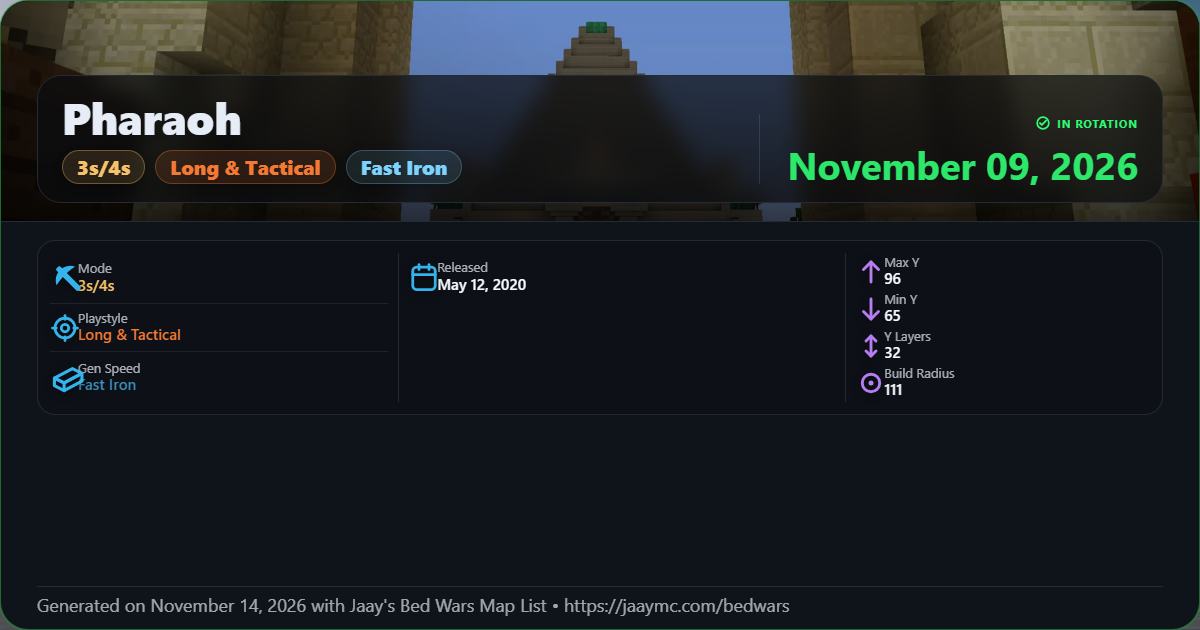 Pharaoh
3s/4s
Long & Tactical
Fast Iron
IN ROTATION
November 09, 2026
Mode
3s/4s
Playstyle
Long & Tactical
Gen Speed
Fast Iron
Released
May 12, 2020
Max Y
96
Min Y
65
Y Layers
32
Build Radius
111
Generated on November 14, 2026 with Jaay's Bed Wars Map List • https://jaaymc.com/bedwars